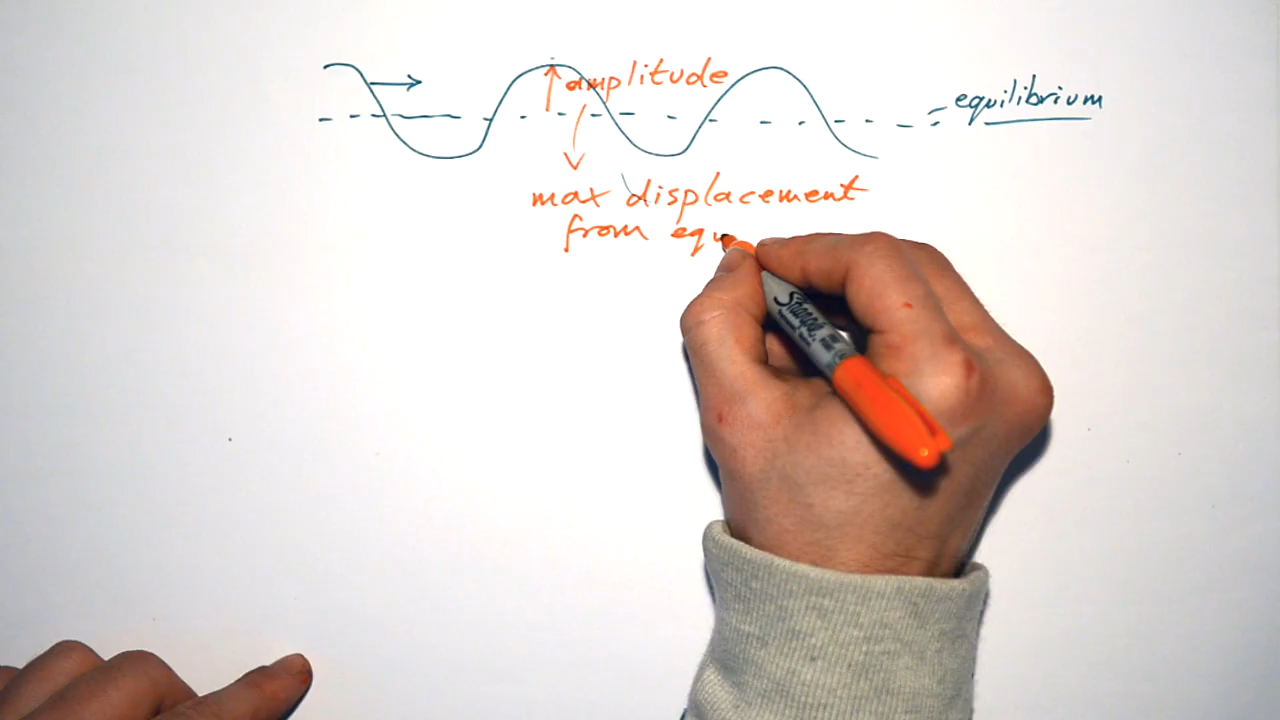 amplitude
equilibrium
max displacement
from equ
Sharpie